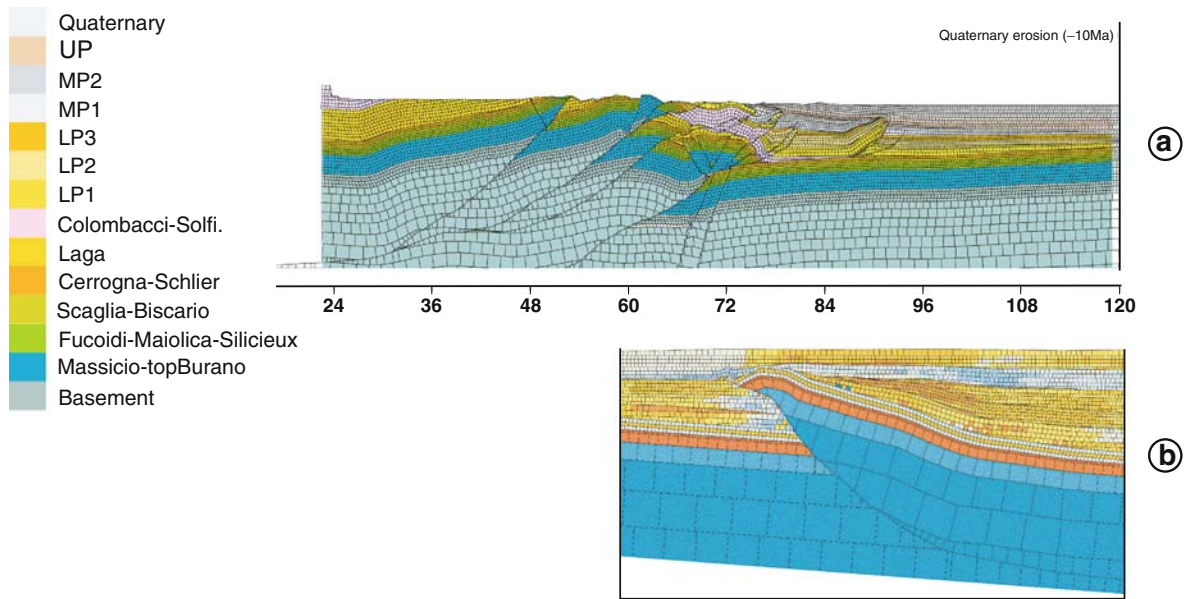 Quaternary
UP
MP2
MP1
LP3
LP2
LP1
Colombacci-Solfi.
Laga
Cerrogna-Schlier
Scaglia-Biscario
Fucoidi-Maiolica-Silicieux
Massicio-topBurano
Basement
Quaternary erosion (–10Ma)
a
24 36 48 60 72 84 96 108 120
b